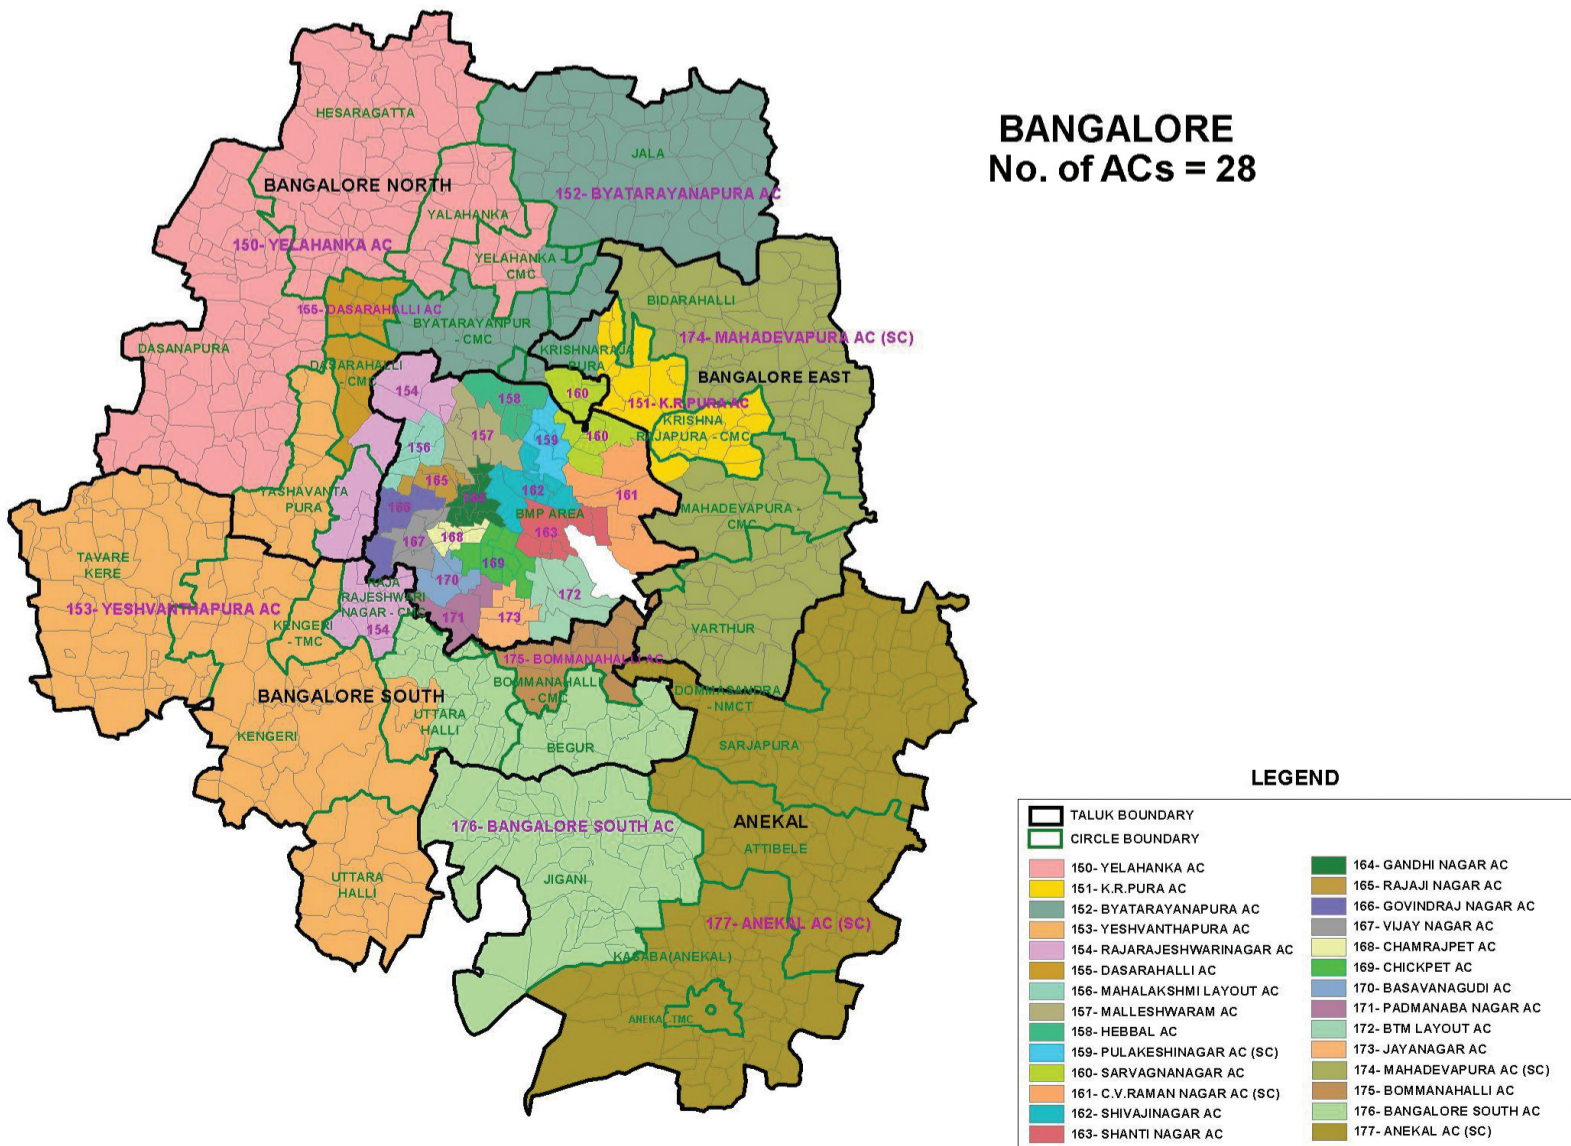 BANGALORE
No. of ACs = 28
HESARAGATTA
JALA
BANGALORE NORTH
152- BYATARAYANAPURA AC
YALAHANKA
150- YELAHANKA AC
YELAHANKA -
CMC
BIDARAHALLI
155- DASARAHALLI AC
BYATARAYANPUR
- CMC
174- MAHADEVAPURA AC (SC)
DASANAPURA
KRISHNARAJA
PURA
DASARAHALLI
- CMC
BANGALORE EAST
154
158
160
151- K.R.PURA AC
KRISHNA
RAJAPURA - CMC
156
157
159
160
165
162
161
164
166
YASHAVANTA
PURA
BMP AREA
MAHADEVAPURA -
CMC
163
167
168
TAVARE
KERE
169
170
RAJA
RAJESHWARI
NAGAR - CMC
172
153- YESHVANTHAPURA AC
171
173
KENGERI
- TMC
154
VARTHUR
175- BOMMANAHALLI AC
BOMMANAHALLI
- CMC
BANGALORE SOUTH
DOMMASANDRA
- NMCT
UTTARA
HALLI
KENGERI
BEGUR
SARJAPURA
176- BANGALORE SOUTH AC
ANEKAL
ATTIBELE
UTTARA
HALLI
JIGANI
177- ANEKAL AC (SC)
KASABA(ANEKAL)
ANEKAL-TMC
LEGEND
TALUK BOUNDARY
CIRCLE BOUNDARY
150- YELAHANKA AC
151- K.R.PURA AC
152- BYATARAYANAPURA AC
153- YESHVANTHAPURA AC
154- RAJARAJESHWARINAGAR AC
155- DASARAHALLI AC
156- MAHALAKSHMI LAYOUT AC
157- MALLESHWARAM AC
158- HEBBAL AC
159- PULAKESHINAGAR AC (SC)
160- SARVAGNANAGAR AC
161- C.V.RAMAN NAGAR AC (SC)
162- SHIVAJINAGAR AC
163- SHANTI NAGAR AC
164- GANDHI NAGAR AC
165- RAJAJI NAGAR AC
166- GOVINDRAJ NAGAR AC
167- VIJAY NAGAR AC
168- CHAMRAJPET AC
169- CHICKPET AC
170- BASAVANAGUDI AC
171- PADMANABA NAGAR AC
172- BTM LAYOUT AC
173- JAYANAGAR AC
174- MAHADEVAPURA AC (SC)
175- BOMMANAHALLI AC
176- BANGALORE SOUTH AC
177- ANEKAL AC (SC)